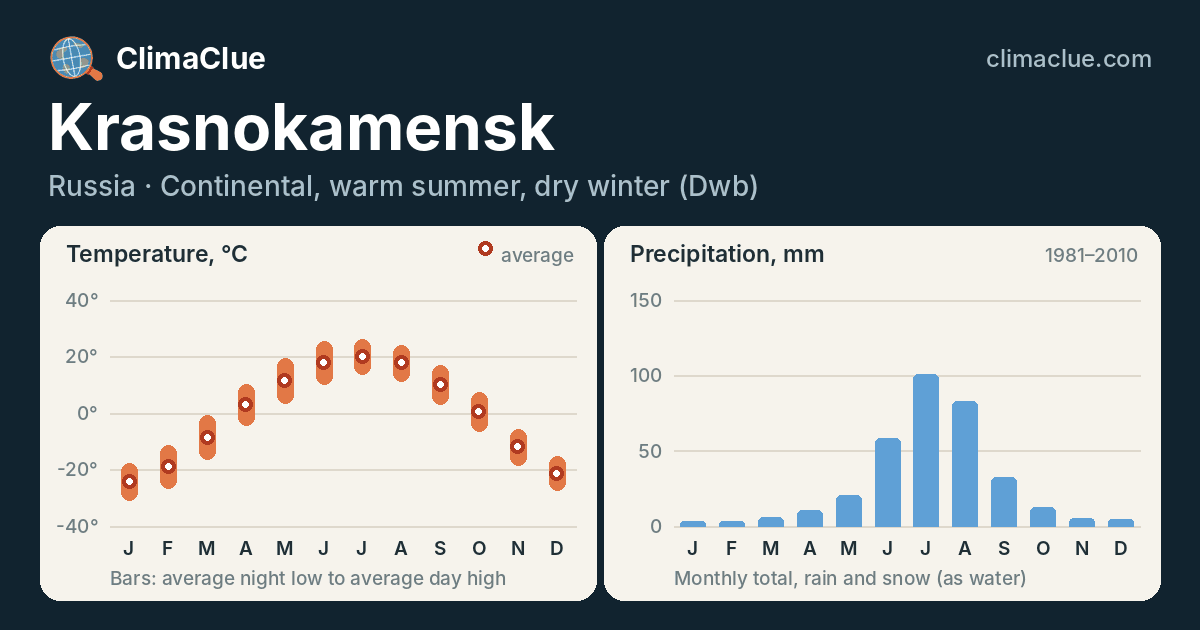 ClimaClue
climaclue.com
Krasnokamensk
Russia · Continental, warm summer, dry winter (Dwb)
Temperature, °C
average
40°
20°
0°
-20°
-40°
J F M A M J J A S O N D
Bars: average night low to average day high
Precipitation, mm
1981–2010
150
100
50
0
J F M A M J J A S O N D
Monthly total, rain and snow (as water)